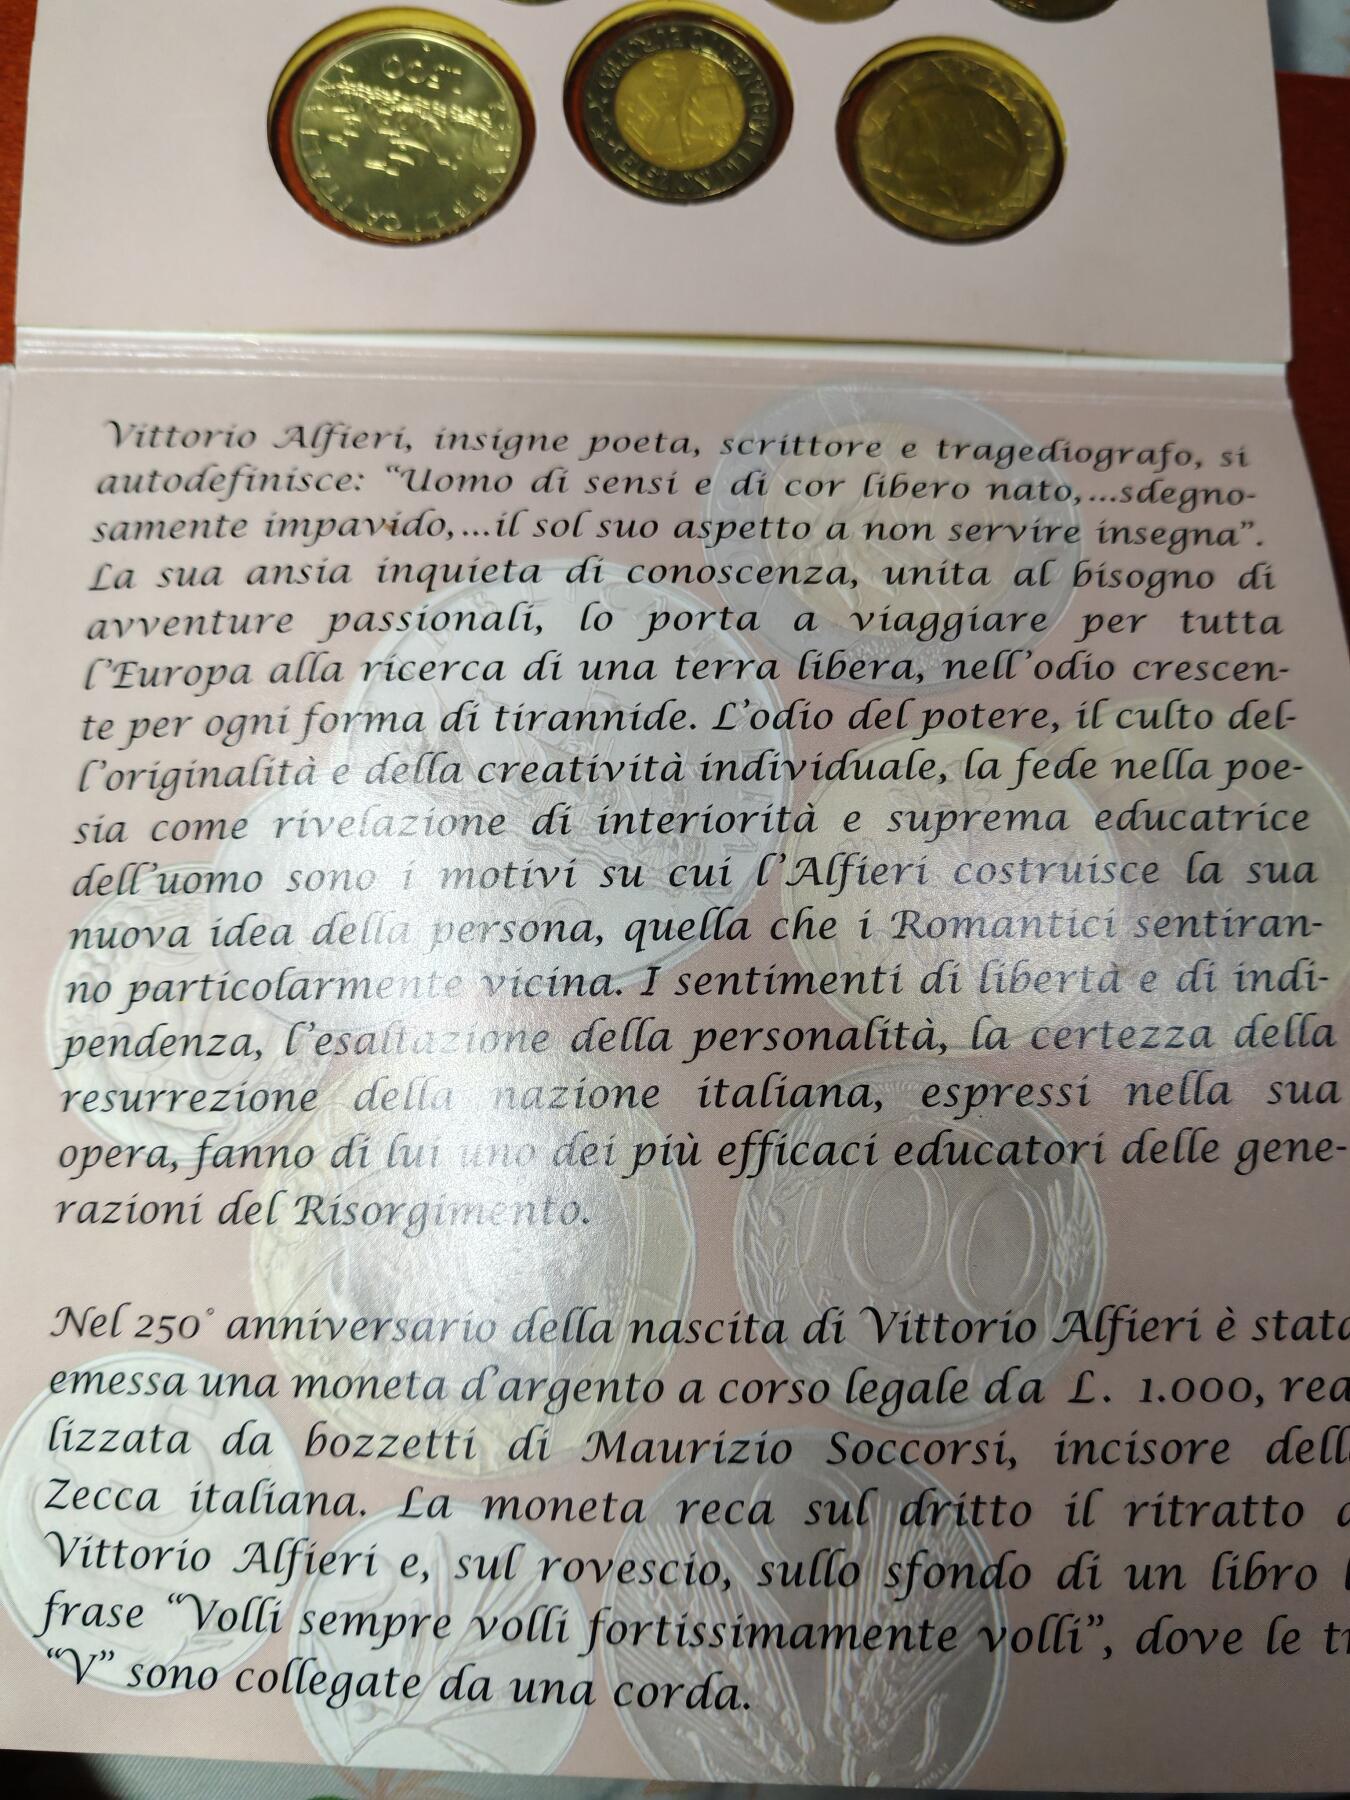 200
Vittorio Alfieri, insigne poeta, scrittore e tragediografo, si
autodefinisce: “Uomo di sensi e di cor libero nato,...sdegno-
samente impavido,...il sol suo aspetto a non servire insegna”.
La sua ansia inquieta di conoscenza, unita al bisogno di
avventure passionali, lo porta a viaggiare per tutta
l'Europa alla ricerca di una terra libera, nell'odio crescen-
te per ogni forma di tirannide. L'odio del potere, il culto del-
l'originalità e della creatività individuale, la fede nella poe-
sia come rivelazione di interiorità e suprema educatrice
dell'uomo sono i motivi su cui l'Alfieri costruisce la sua
nuova idea della persona, quella che i Romantici sentiran-
no particolarmente vicina. I sentimenti di libertà e di indi-
pendenza, l'esaltazione della personalità, la certezza della
resurrezione della nazione italiana, espressi nella sua
opera, fanno di lui uno dei più efficaci educatori delle gene-
razioni del Risorgimento.
100
Nel 250° anniversario della nascita di Vittorio Alfieri è stata
emessa una moneta d'argento a corso legale da L. 1.000, rea
lizzata da bozzetti di Maurizio Soccorsi, incisore dell
Zecca italiana. La moneta reca sul dritto il ritratto
Vittorio Alfieri e, sul rovescio, sullo sfondo di un libro
frase “Volli sempre volli fortissimamente volli”, dove le
“V” sono collegate da una corda.